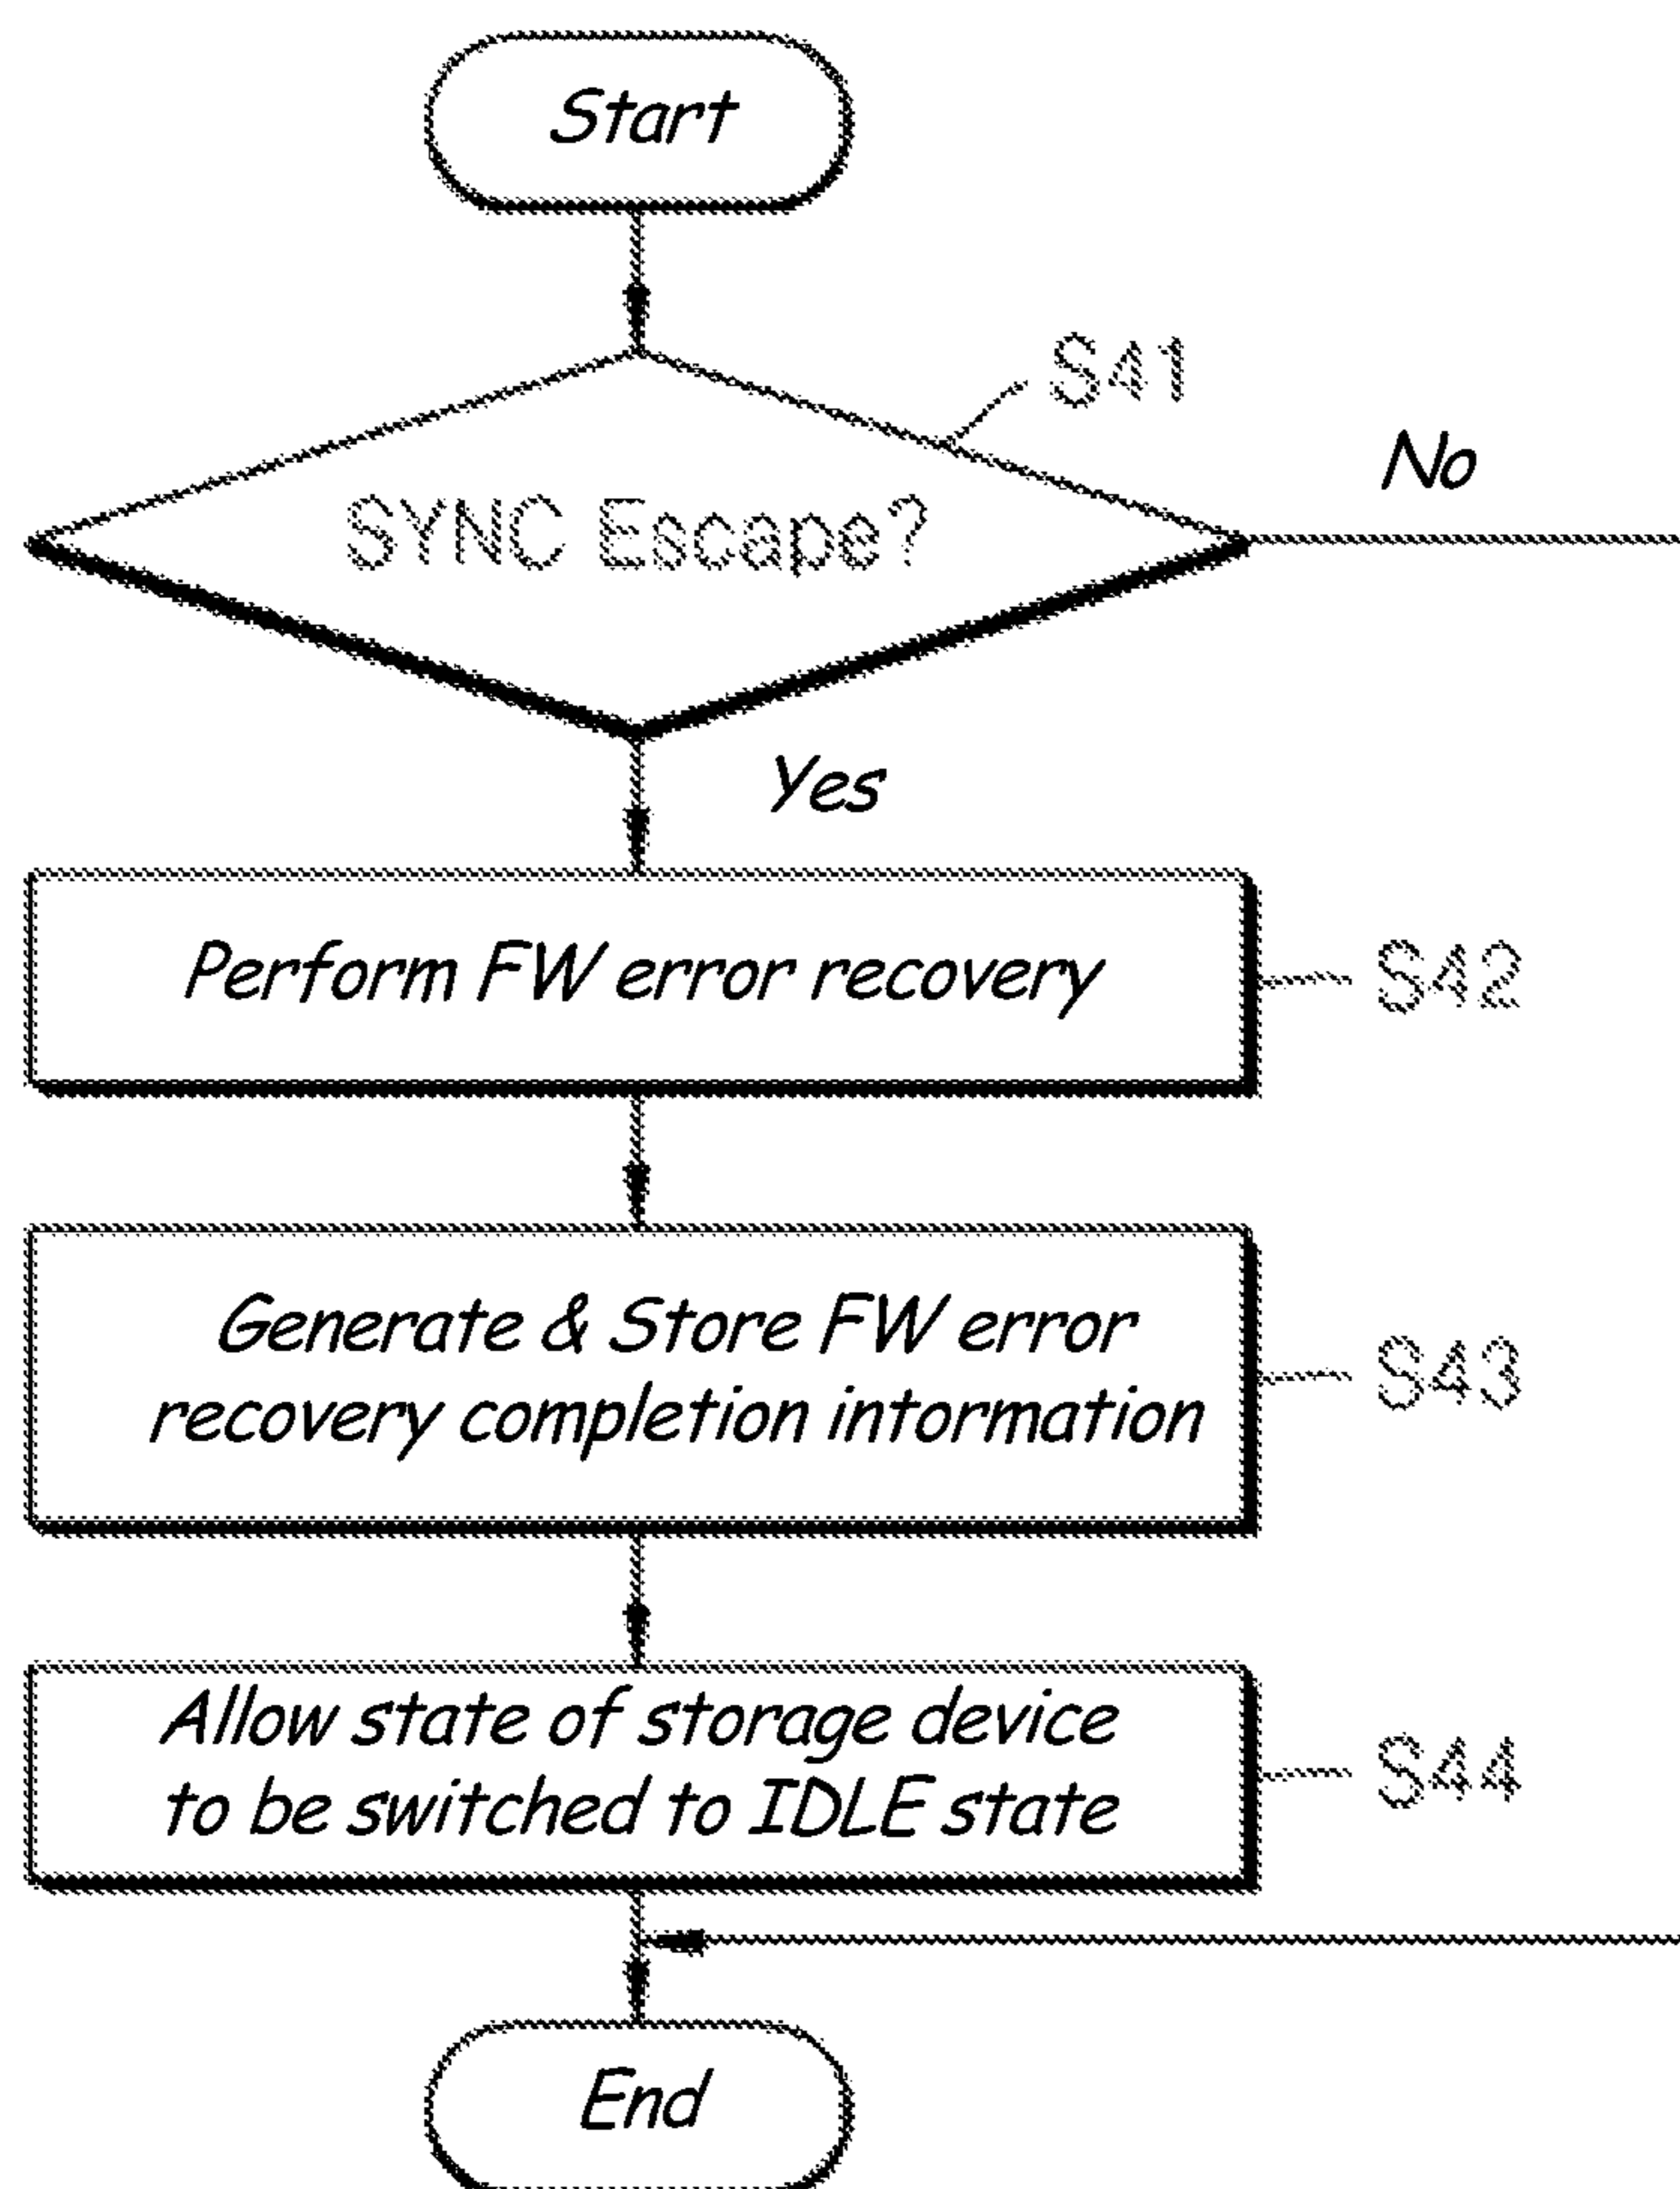 Start
S41
No
SYNC Escape?
Yes
Perform FW error recovery
S42
Generate & Store FW error
recovery completion intormation
S43
Allow state of storage device
to be switched to IDLE state
S44
End